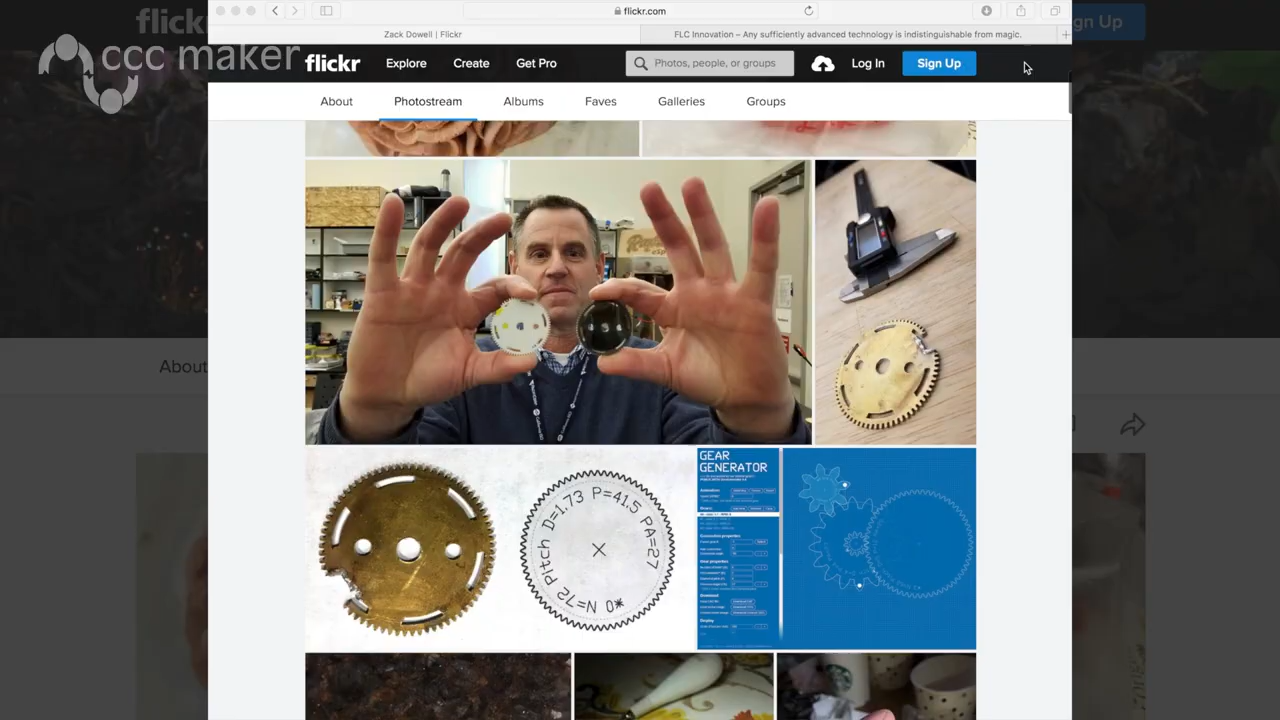 flickr.com
Zack Dowell | Flickr
FLC Innovation – Any sufficiently advanced technology is indistinguishable from magic.
flickr
Sign Up
ccc maker
flickr
Explore
Create
Get Pro
Photos, people, or groups
Log In
Sign Up
About
Photostream
Albums
Faves
Galleries
Groups
About
Pitch D=1.73 P=41.5 PA=27
N=72
GEAR
GENERATOR